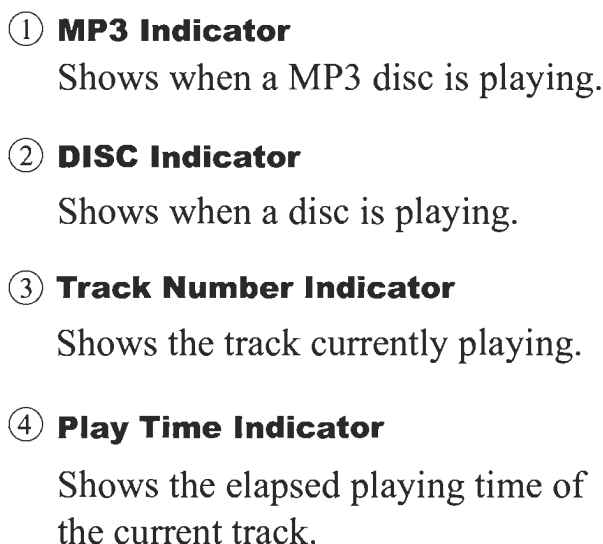 ① MP3 Indicator
Shows when a MP3 disc is playing.
② DISC Indicator
Shows when a disc is playing.
③ Track Number Indicator
Shows the track currently playing.
④ Play Time Indicator
Shows the elapsed playing time of
the current track.